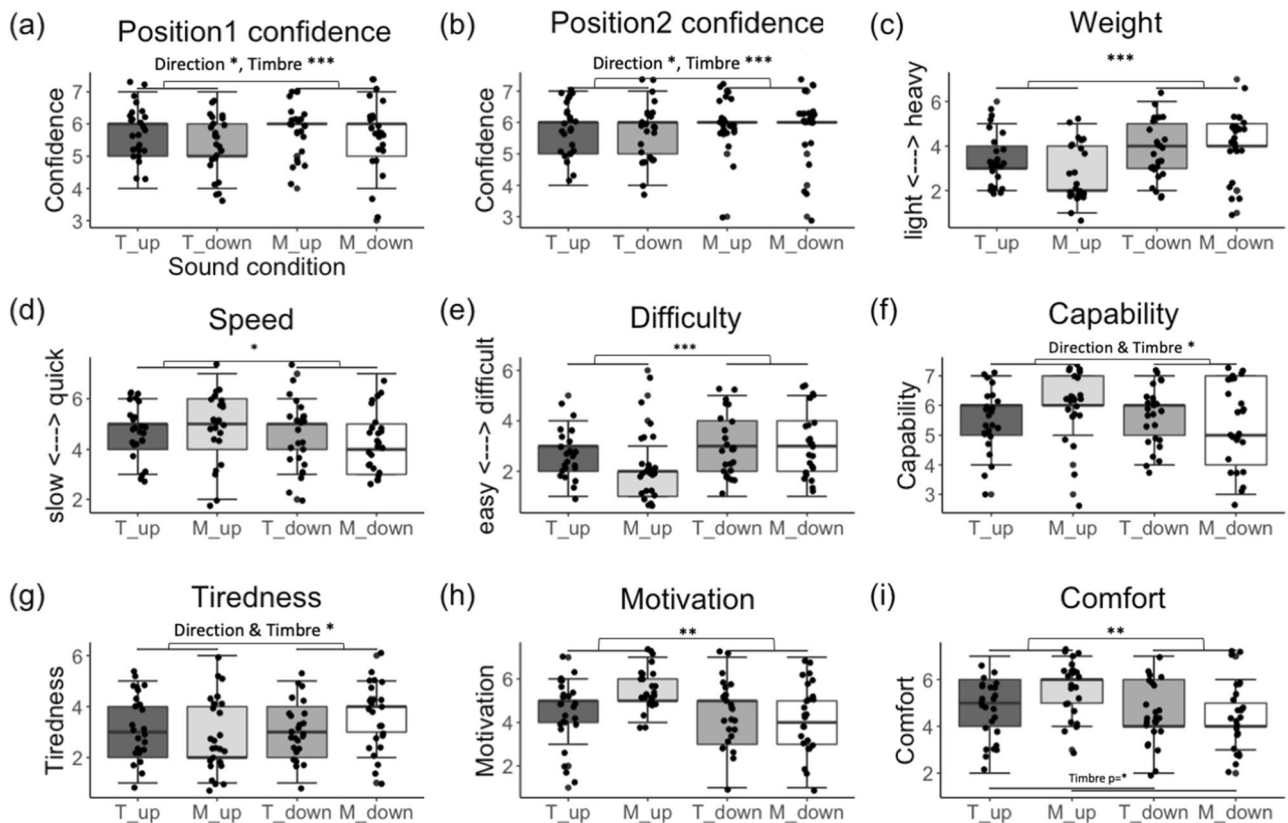 (a)
Position1 confidence
Direction *, Timbre ***
Confidence
7
6
5
4
3
T_up T_down M_up M_down
Sound condition
(b)
Position2 confidence
Direction *, Timbre ***
Confidence
7
6
5
4
3
T_up T_down M_up M_down
(c)
Weight
***
light <---> heavy
6
4
2
T_up M_up T_down M_down
(d)
Speed
*
slow <---> quick
6
4
2
T_up M_up T_down M_down
(e)
Difficulty
***
easy <---> difficult
6
4
2
T_up M_up T_down M_down
(f)
Capability
Direction & Timbre *
Capability
7
6
5
4
3
T_up M_up T_down M_down
(g)
Tiredness
Direction & Timbre *
Tiredness
6
4
2
T_up M_up T_down M_down
(h)
Motivation
**
Motivation
6
4
2
T_up M_up T_down M_down
(i)
Comfort
**
Comfort
6
4
2
Timbre p=*
T_up M_up T_down M_down